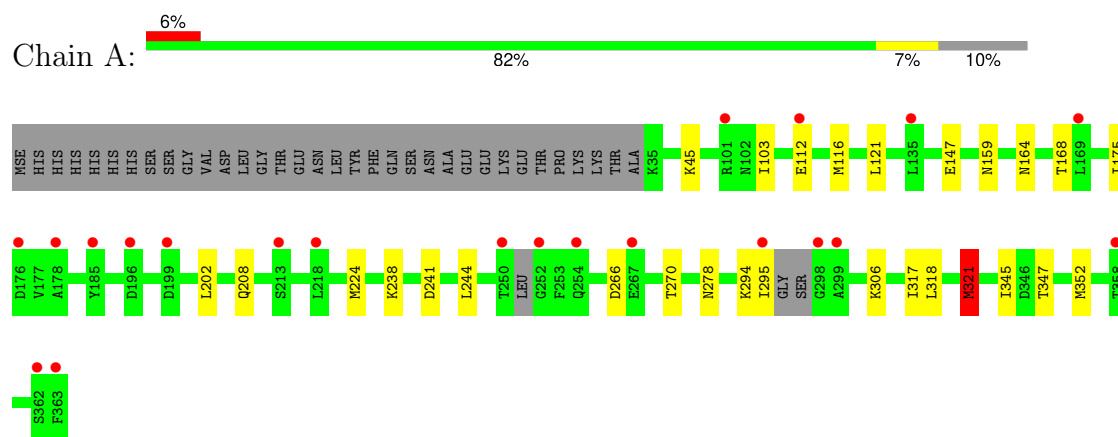 6%
Chain A:
82% 7% 10%
MSE HIS HIS HIS HIS HIS HIS SER SER GLY VAL ASP LEU GLY THR GLU ASN LEU TYR PHE GLN SER ASN ALA GLU GLU LYS GLU THR PRO LYS LYS THR ALA K35 K45 R101 N102 I103 E112 M116 L121 L135 E147 N159 N164 T168 L169 I175
D176 V177 A178 Y185 D196 D199 L202 Q208 S213 L218 M224 K238 D241 L244 T250 LEU G252 F253 Q254 D266 E267 T270 N278 K294 I295 GLY SER G298 A299 K306 I317 L318 M321 I345 D346 T347 M352 T358
S362 F363